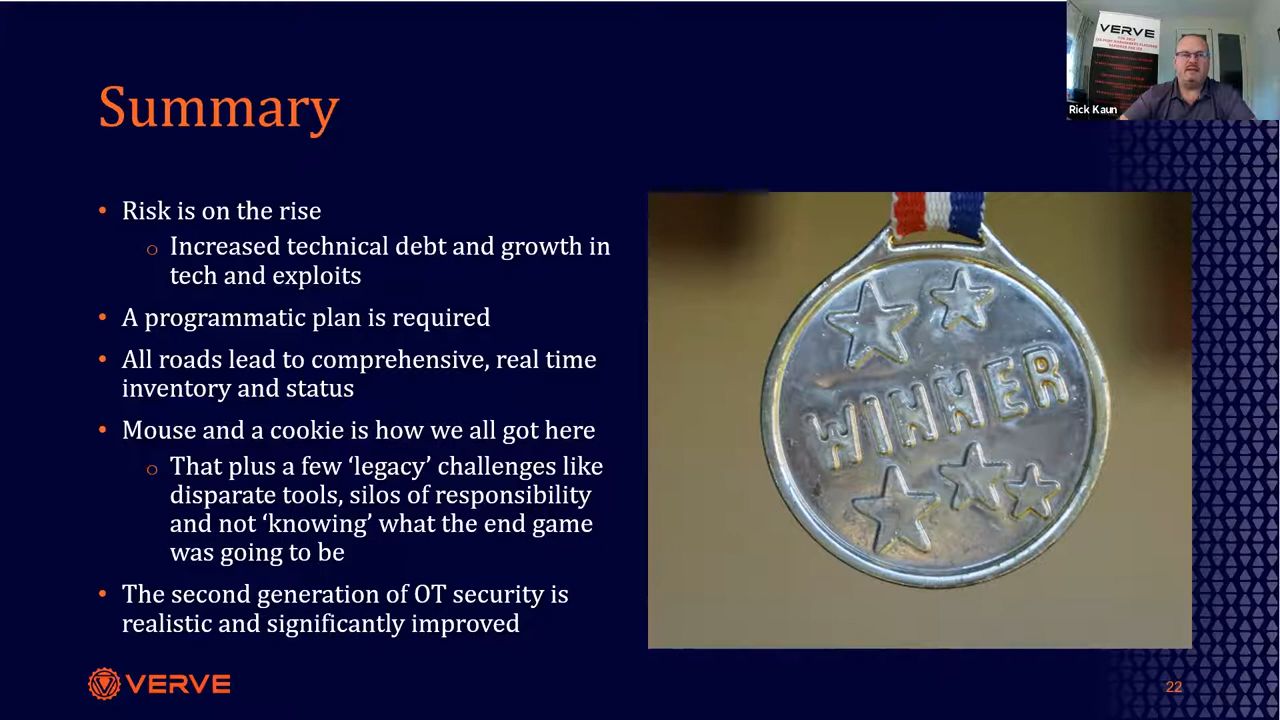 VERVE
Rick Kaun
Summary
• Risk is on the rise
o Increased technical debt and growth in
tech and exploits
• A programmatic plan is required
• All roads lead to comprehensive, real time
inventory and status
• Mouse and a cookie is how we all got here
o That plus a few ‘legacy’ challenges like
disparate tools, silos of responsibility
and not ‘knowing’ what the end game
was going to be
• The second generation of OT security is
realistic and significantly improved
WINNER
VERVE
22